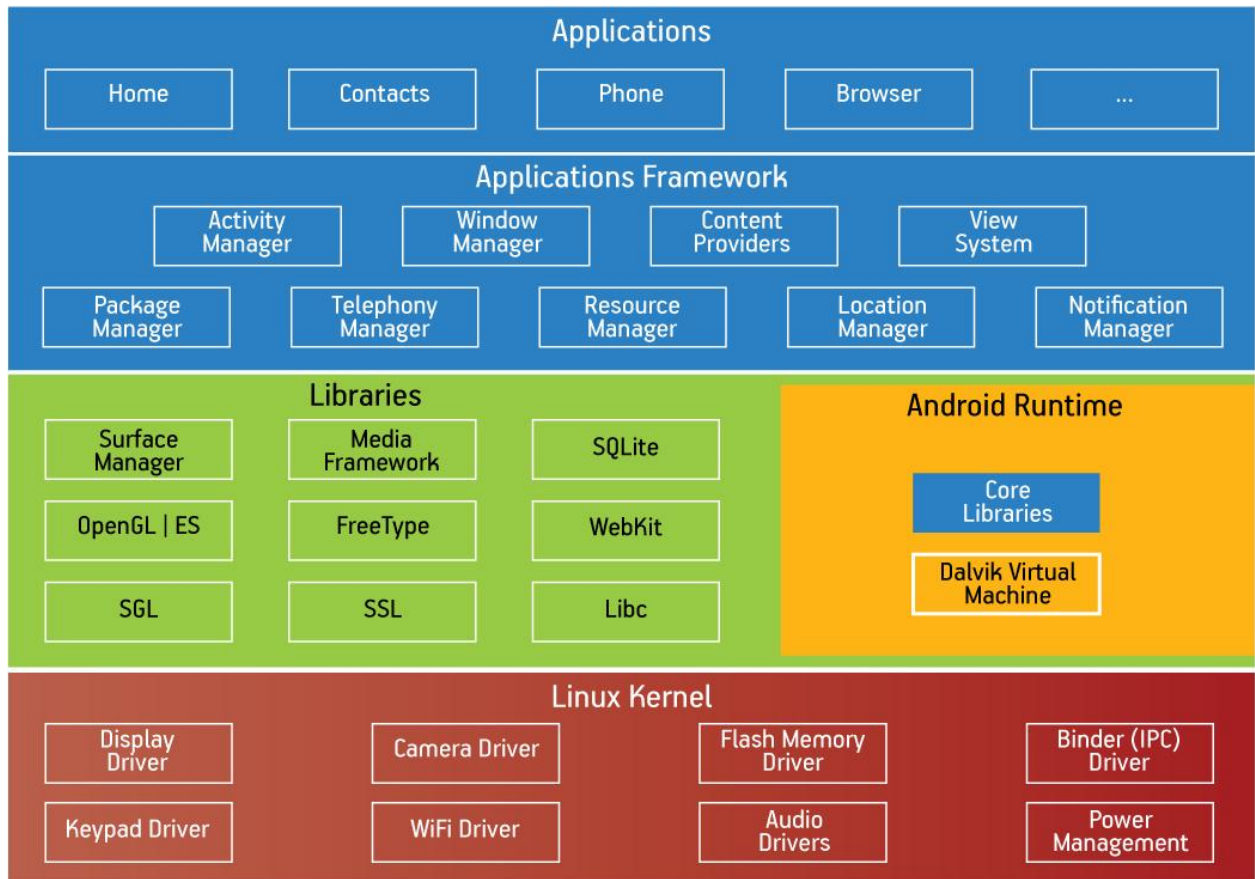 Applications
Home
Contacts
Phone
Browser
...
Applications Framework
Activity
Manager
Window
Manager
Content
Providers
View
System
Package
Manager
Telephony
Manager
Resource
Manager
Location
Manager
Notification
Manager
Libraries
Surface
Manager
Media
Framework
SQLite
OpenGL | ES
FreeType
WebKit
SGL
SSL
Libc
Android Runtime
Core
Libraries
Dalvik Virtual
Machine
Linux Kernel
Display
Driver
Camera Driver
Flash Memory
Driver
Binder (IPC)
Driver
Keypad Driver
WiFi Driver
Audio
Drivers
Power
Management